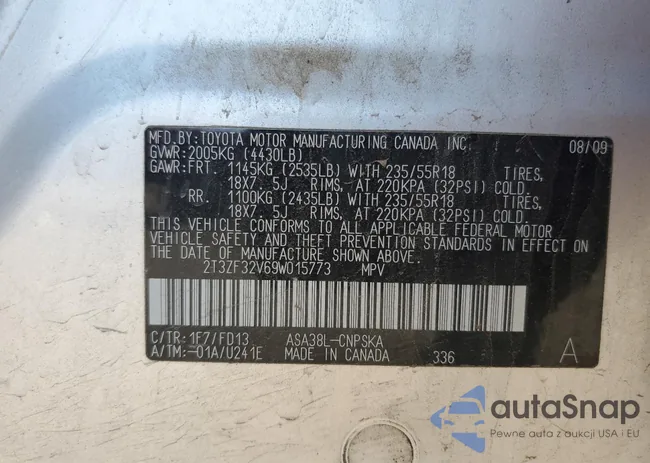 MFD.BY:TOYOTA MOTOR MANUFACTURING CANADA INC. 08/09
GVWR:2005KG (4430LB)
GAWR:FRT. 1145KG (2535LB) WITH 235/55R18 TIRES,
18X7.5J RIMS, AT 220KPA (32PSI) COLD.
RR. 1100KG (2435LB) WITH 235/55R18 TIRES,
18X7.5J RIMS, AT 220KPA (32PSI) COLD.
THIS VEHICLE CONFORMS TO ALL APPLICABLE FEDERAL MOTOR
VEHICLE SAFETY AND THEFT PREVENTION STANDARDS IN EFFECT ON
THE DATE OF MANUFACTURE SHOWN ABOVE.
2T3ZF32V69W015773 MPV
C/TR:1F7/FD13 ASA38L-CNPSKA
A/TM:-01A/U241E MADE IN CANADA 336 A
autoSnap
Pewne auta z aukcji USA i EU